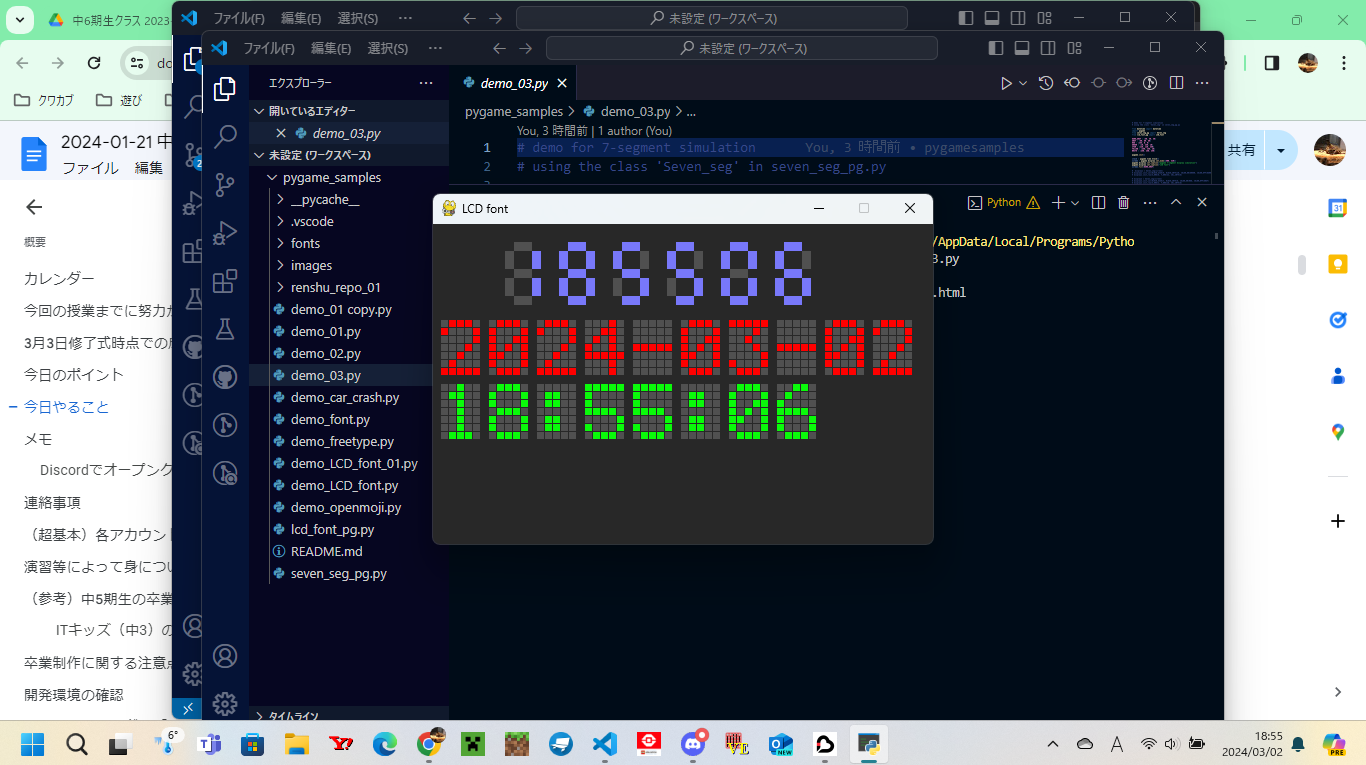 中6期生クラス 2023
ファイル(F) 編集(E) 選択(S) ··· 未設定 (ワークスペース)
ファイル(F) 編集(E) 選択(S) ··· 未設定 (ワークスペース)
クワカブ 遊び
2024-01-21 中
ファイル 編集
共有
概要
カレンダー
今回の授業までに努力
3月3日修了式時点での
今日のポイント
今日やること
メモ
Discordでオープンク
連絡事項
（超基本）各アカウン
演習等によって身につ
（参考）中5期生の卒業
ITキッズ（中3）の
卒業制作に関する注意点
開発環境の確認
エクスプローラー ···
開いているエディター
demo_03.py
未設定 (ワークスペース)
pygame_samples
__pycache__
.vscode
fonts
images
renshu_repo_01
demo_01 copy.py
demo_01.py
demo_02.py
demo_03.py
demo_car_crash.py
demo_font.py
demo_freetype.py
demo_LCD_font_01.py
demo_LCD_font.py
demo_openmoji.py
lcd_font_pg.py
README.md
seven_seg_pg.py
タイムライン
demo_03.py
pygame_samples > demo_03.py > ...
You, 3 時間前 | 1 author (You)
1 # demo for 7-segment simulation You, 3 時間前 • pygamesamples
2 # using the class 'Seven_seg' in seven_seg_pg.py
Python
/AppData/Local/Programs/Pytho
3.py
.html
LCD font
2024-03-02
18:55:06
31
2
6°
NEW
PRE
A
18:55
2024/03/02